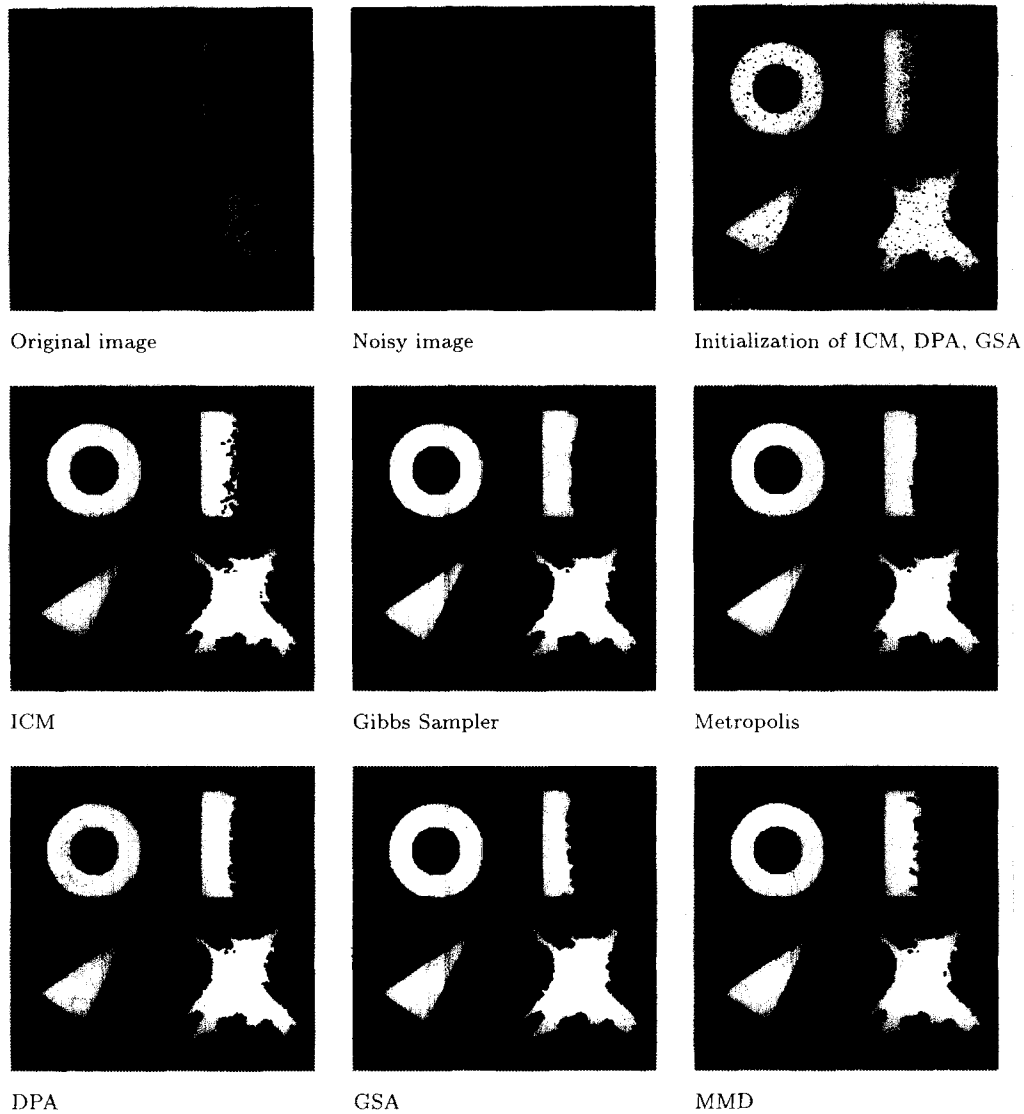 Original image
Noisy image
Initialization of ICM, DPA, GSA
ICM
Gibbs Sampler
Metropolis
DPA
GSA
MMD